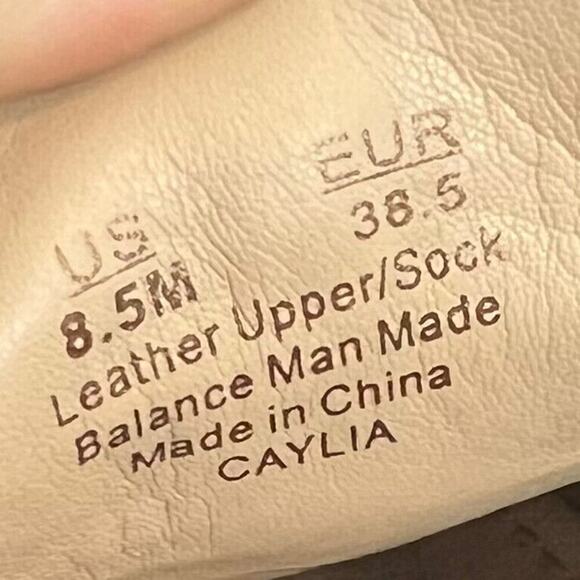 US EUR
8.5M 38.5
Leather Upper/Sock
Balance Man Made
Made in China
CAYLIA